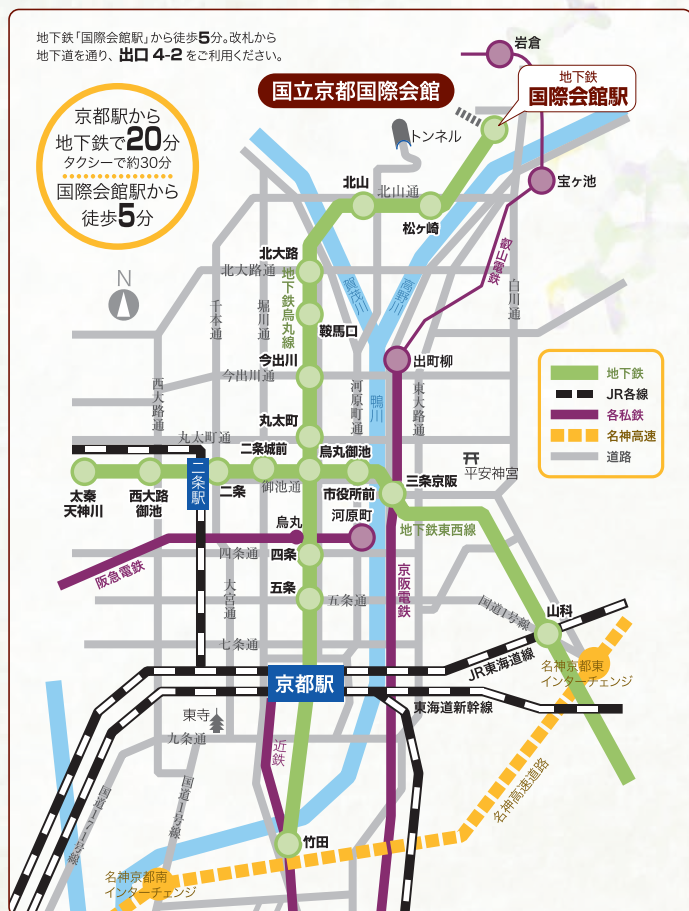 地下鉄「国際会館駅」から徒歩5分。改札から
地下道を通り、出口 4-2 をご利用ください。
岩倉
国立京都国際会館
地下鉄
国際会館駅
京都駅から
地下鉄で20分
タクシーで約30分
国際会館駅から
徒歩5分
トンネル
宝ヶ池
北山
北山通
松ヶ崎
叡山電鉄
北大路
北大路通
地下鉄烏丸線
賀茂川
高野川
白川通
N
千本通
堀川通
鞍馬口
今出川
今出川通
出町柳
西大路通
河原町通
鴨川
東大路通
地下鉄
JR各線
各私鉄
名神高速
道路
丸太町
丸太町通
二条城前
烏丸御池
平安神宮
二条駅
太秦
天神川
西大路
御池
二条
御池通
市役所前
三条京阪
烏丸
河原町
地下鉄東西線
阪急電鉄
四条通
四条
京阪電鉄
大宮通
五条
五条通
国道1号線
山科
七条通
JR東海道線
名神京都東
インターチェンジ
京都駅
東海道新幹線
東寺
九条通
近鉄
国道171号線
国道1号線
名神高速道路
竹田
名神京都南
インターチェンジ